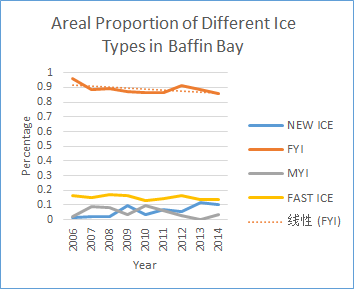 Areal Proportion of Different Ice
Types in Baffin Bay
1
0.9
0.8
0.7
0.6
0.5
0.4
0.3
0.2
0.1
0
Percentage
2006
2007
2008
2009
2010
2011
2012
2013
2014
Year
NEW ICE
FYI
MYI
FAST ICE
线性 (FYI)